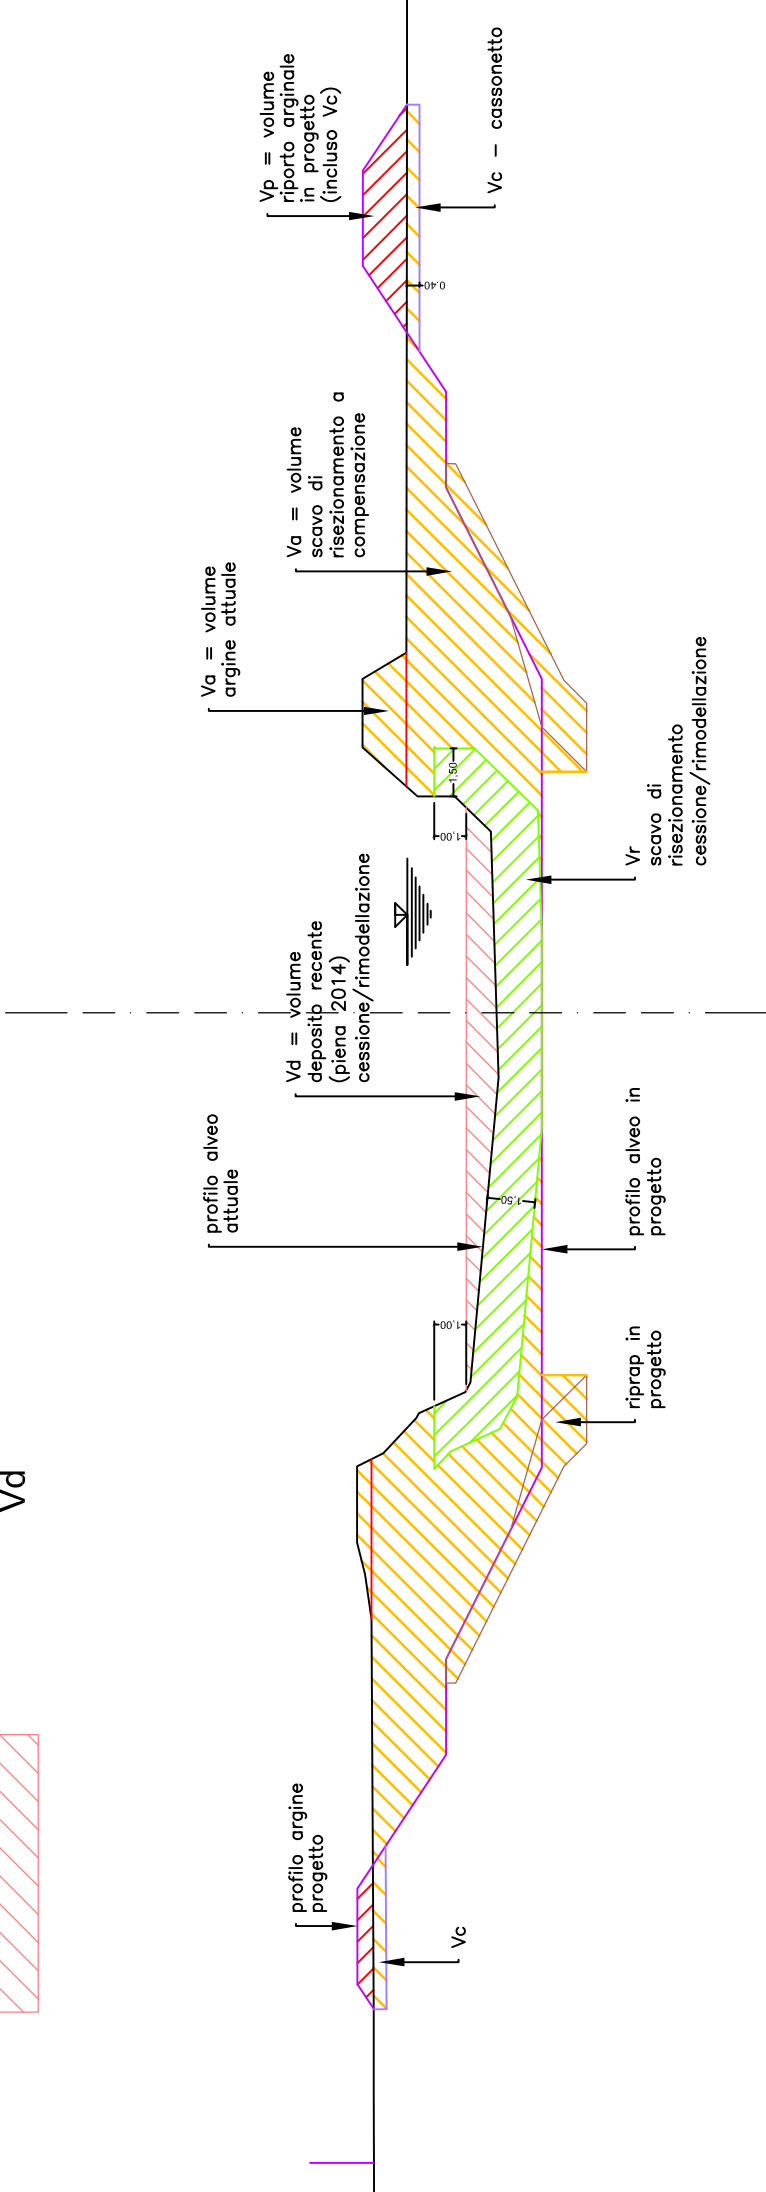 Vd
profilo argine
progetto
Vc
profilo alveo
attuale
riprap in
progetto
profilo alveo in
progetto
Vd = volume
deposito recente
(piena 2014)
cessione/rimodellazione
Va = volume
argine attuale
Vr
scavo di
risezionamento
cessione/rimodellazione
Va = volume
scavo di
risezionamento a
compensazione
Vp = volume
riporto arginale
in progetto
(incluso Vc)
Vc – cassonetto
1,00
1,50
1,00
1,50
0.40